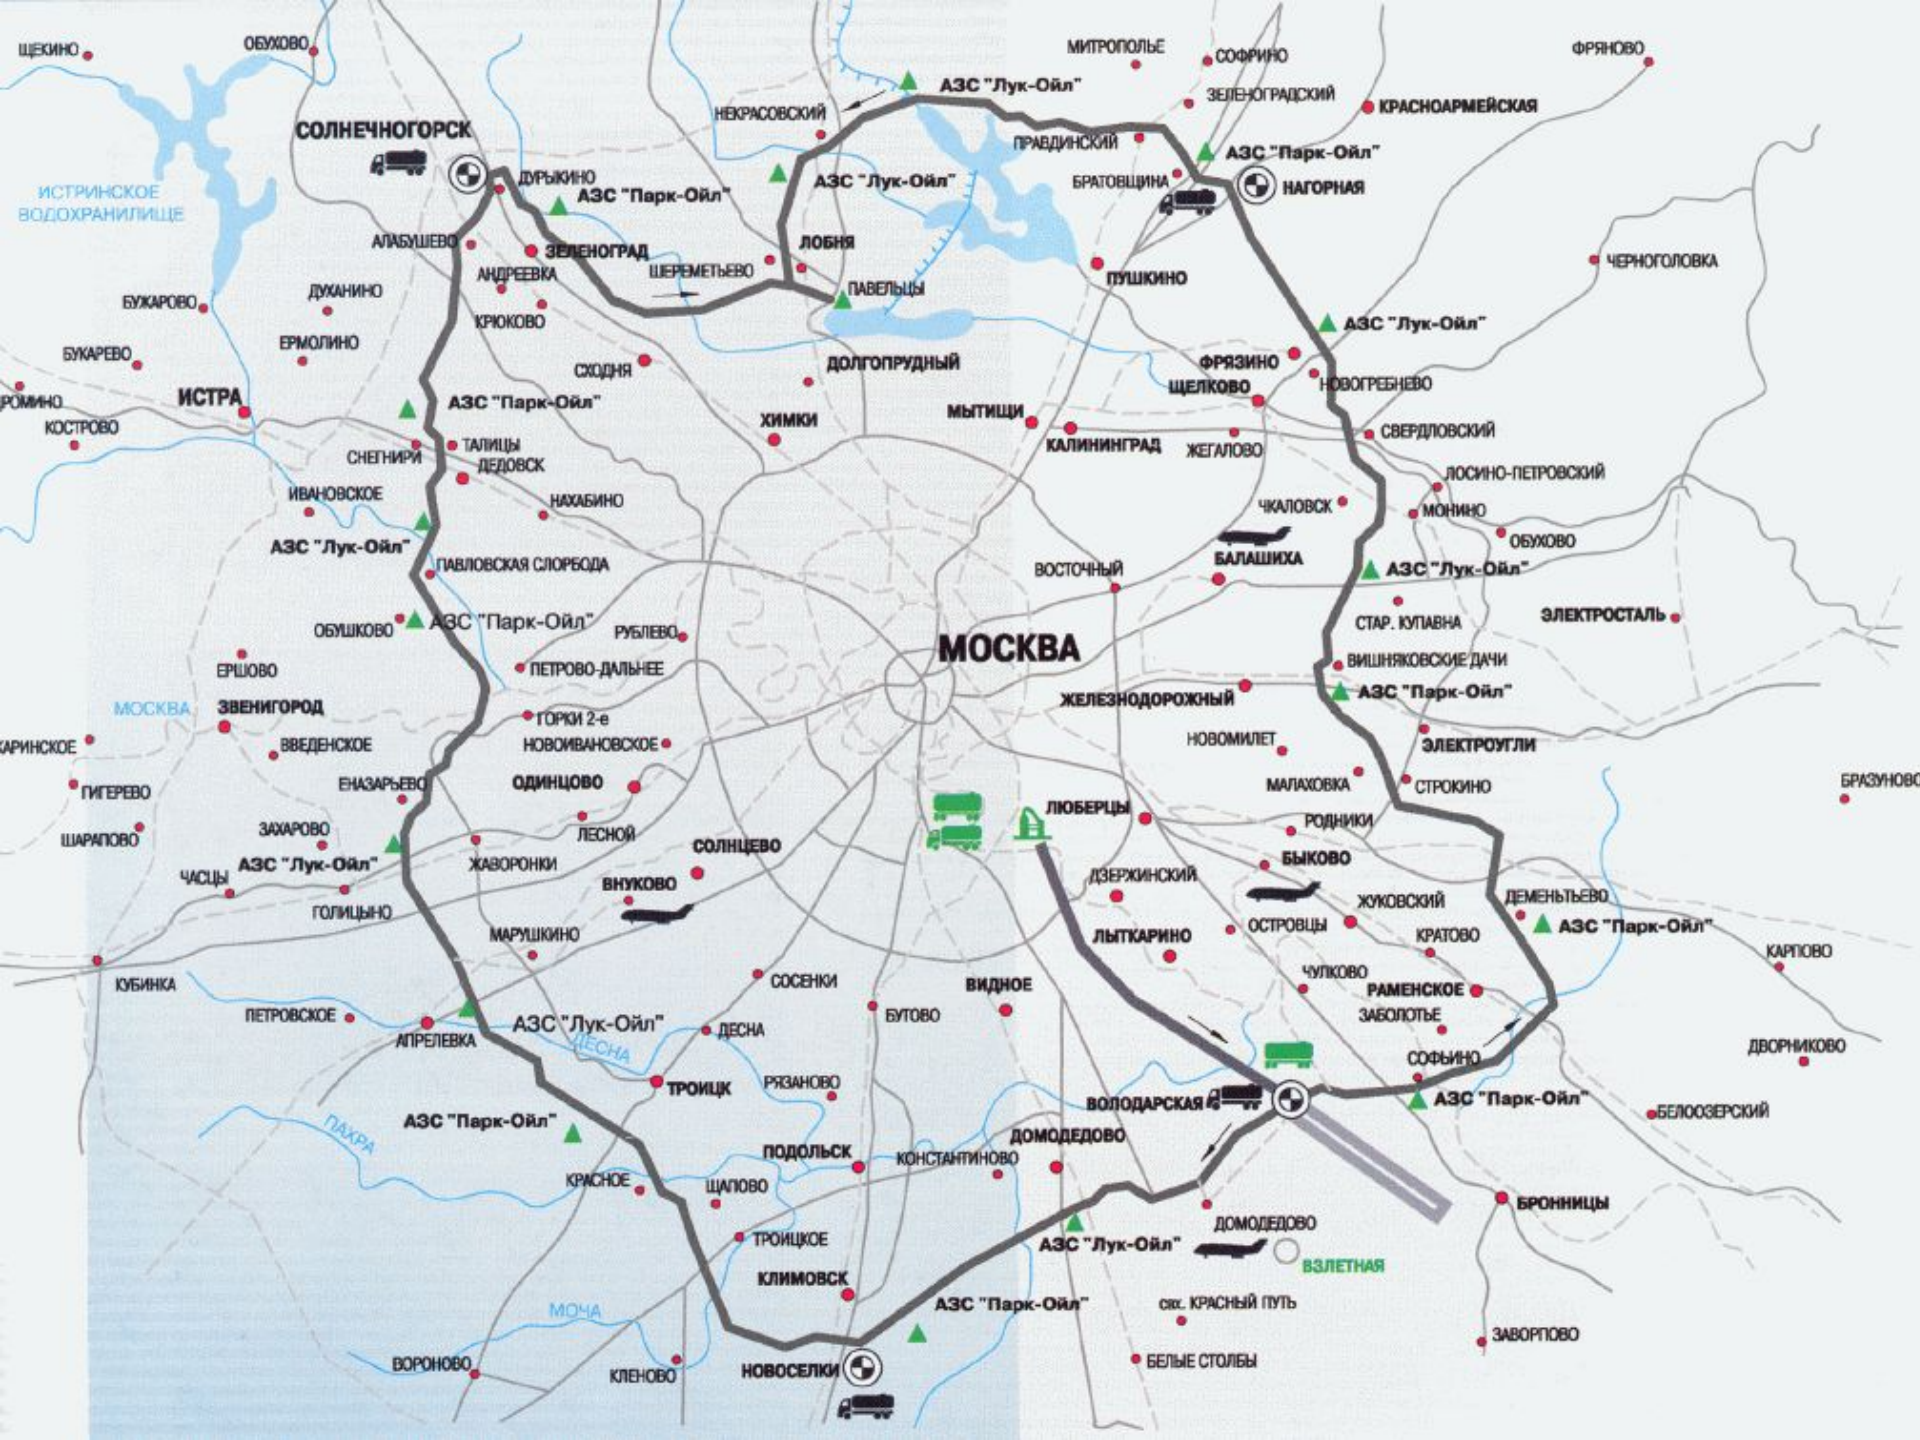 ЩЕКИНО
ОБУХОВО
МИТРОПОЛЬЕ
СОФРИНО
ФРЯНОВО
АЗС "Лук-Ойл"
ЗЕЛЕНОГРАДСКИЙ
КРАСНОАРМЕЙСКАЯ
НЕКРАСОВСКИЙ
СОЛНЕЧНОГОРСК
ПРАВДИНСКИЙ
АЗС "Парк-Ойл"
ДУРЫКИНО
АЗС "Лук-Ойл"
БРАТОВЩИНА
НАГОРНАЯ
ИСТРИНСКОЕ
ВОДОХРАНИЛИЩЕ
АЗС "Парк-Ойл"
АЛАБУШЕВО
ЗЕЛЕНОГРАД
ЛОБНЯ
ШЕРЕМЕТЬЕВО
АНДРЕЕВКА
ПУШКИНО
ЧЕРНОГОЛОВКА
БУЖАРОВО
ДУХАНИНО
ПАВЕЛЬЦЫ
КРЮКОВО
АЗС "Лук-Ойл"
ЕРМОЛИНО
БУКАРЕВО
СХОДНЯ
ДОЛГОПРУДНЫЙ
ФРЯЗИНО
ЩЕЛКОВО
НОВОГРЕБНЕВО
ИСТРА
РОМИНО
АЗС "Парк-Ойл"
ХИМКИ
МЫТИЩИ
КОСТРОВО
КАЛИНИНГРАД
ЖЕГАЛОВО
СВЕРДЛОВСКИЙ
СНЕГИРИ
ТАЛИЦЫ
ДЕДОВСК
ЛОСИНО-ПЕТРОВСКИЙ
ИВАНОВСКОЕ
НАХАБИНО
ЧКАЛОВСК
МОНИНО
АЗС "Лук-Ойл"
ОБУХОВО
БАЛАШИХА
ПАВЛОВСКАЯ СЛОРБОДА
ВОСТОЧНЫЙ
АЗС "Лук-Ойл"
ОБУШКОВО
АЗС "Парк-Ойл"
РУБЛЕВО
СТАР. КУПАВНА
ЭЛЕКТРОСТАЛЬ
МОСКВА
ЕРШОВО
ПЕТРОВО-ДАЛЬНЕЕ
ВИШНЯКОВСКИЕ ДАЧИ
МОСКВА
ЗВЕНИГОРОД
ЖЕЛЕЗНОДОРОЖНЫЙ
АЗС "Парк-Ойл"
ГОРКИ 2-е
КАРИНСКОЕ
ВВЕДЕНСКОЕ
НОВОИВАНОВСКОЕ
НОВОМИЛЕТ
ЭЛЕКТРОУГЛИ
ГИГЕРЕВО
ЕНАЗАРЬЕВО
ОДИНЦОВО
МАЛАХОВКА
СТРОКИНО
БРАЗУНОВО
ЛЮБЕРЦЫ
РОДНИКИ
ШАРАПОВО
ЗАХАРОВО
ЛЕСНОЙ
СОЛНЦЕВО
БЫКОВО
АЗС "Лук-Ойл"
ЖАВОРОНКИ
ЧАСЦЫ
ВНУКОВО
ДЗЕРЖИНСКИЙ
ДЕМЕНЬТЬЕВО
ГОЛИЦЫНО
ЖУКОВСКИЙ
ОСТРОВЦЫ
АЗС "Парк-Ойл"
МАРУШКИНО
ЛЫТКАРИНО
КРАТОВО
КАРПОВО
КУБИНКА
СОСЕНКИ
ВИДНОЕ
ЧУЛКОВО
РАМЕНСКОЕ
ПЕТРОВСКОЕ
АЗС "Лук-Ойл"
БУТОВО
ЗАБОЛОТЬЕ
ДЕСНА
АПРЕЛЕВКА
ДЕСНА
ДВОРНИКОВО
СОФЬИНО
ТРОИЦК
РЯЗАНОВО
ВОЛОДАРСКАЯ
АЗС "Парк-Ойл"
БЕЛООЗЕРСКИЙ
АЗС "Парк-Ойл"
ПАХРА
ДОМОДЕДОВО
ПОДОЛЬСК
КОНСТАНТИНОВО
КРАСНОЕ
ЩАПОВО
БРОННИЦЫ
ДОМОДЕДОВО
ТРОИЦКОЕ
АЗС "Лук-Ойл"
ВЗЛЕТНАЯ
КЛИМОВСК
МОЧА
АЗС "Парк-Ойл"
свх. КРАСНЫЙ ПУТЬ
ЗАВОРПОВО
ВОРОНОВО
КЛЕНОВО
НОВОСЕЛКИ
БЕЛЫЕ СТОЛБЫ